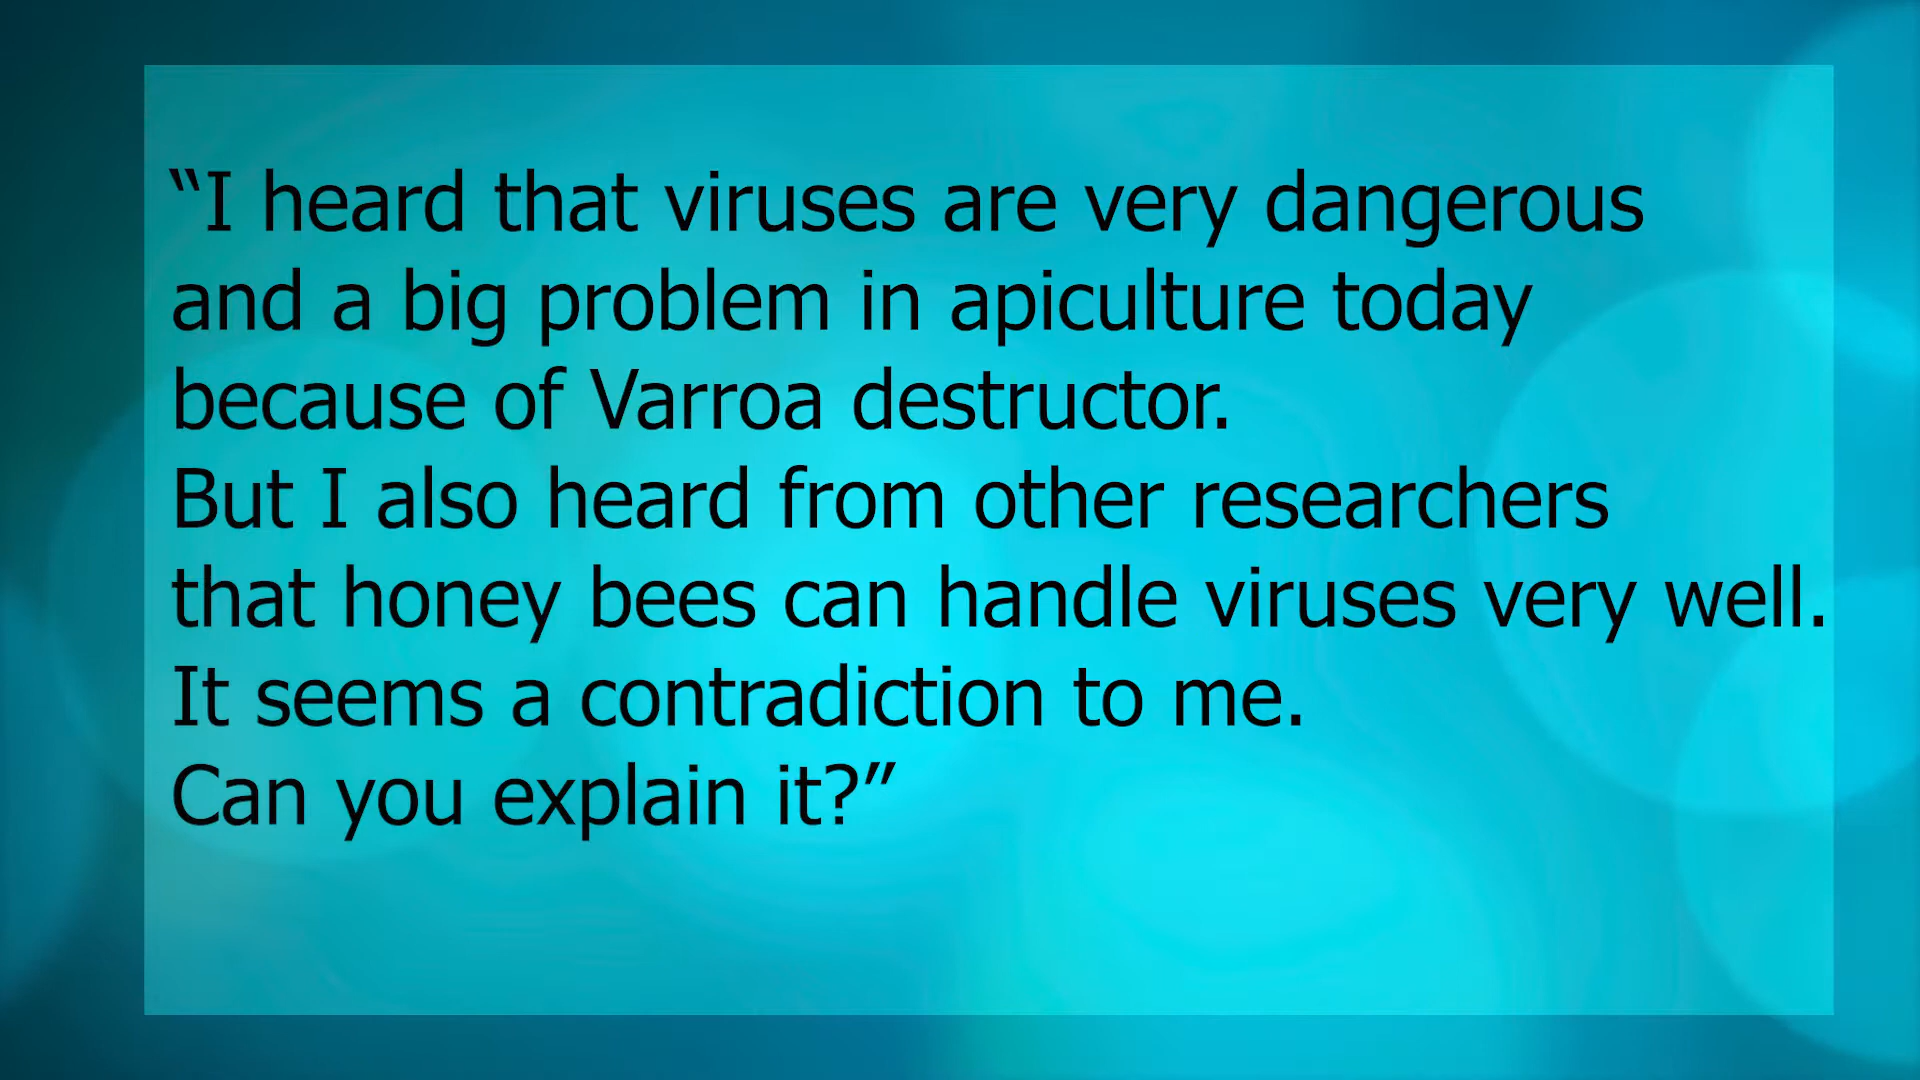 “I heard that viruses are very dangerous
and a big problem in apiculture today
because of Varroa destructor.
But I also heard from other researchers
that honey bees can handle viruses very well.
It seems a contradiction to me.
Can you explain it?”